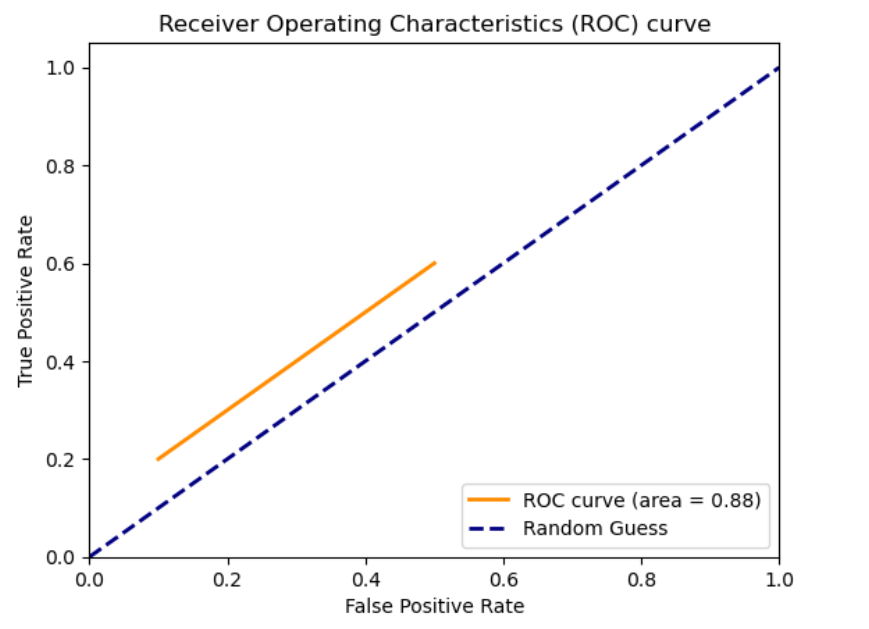 Receiver Operating Characteristics (ROC) curve
True Positive Rate
1.0
0.8
0.6
0.4
0.2
0.0
ROC curve (area = 0.88)
Random Guess
0.0 0.2 0.4 0.6 0.8 1.0
False Positive Rate